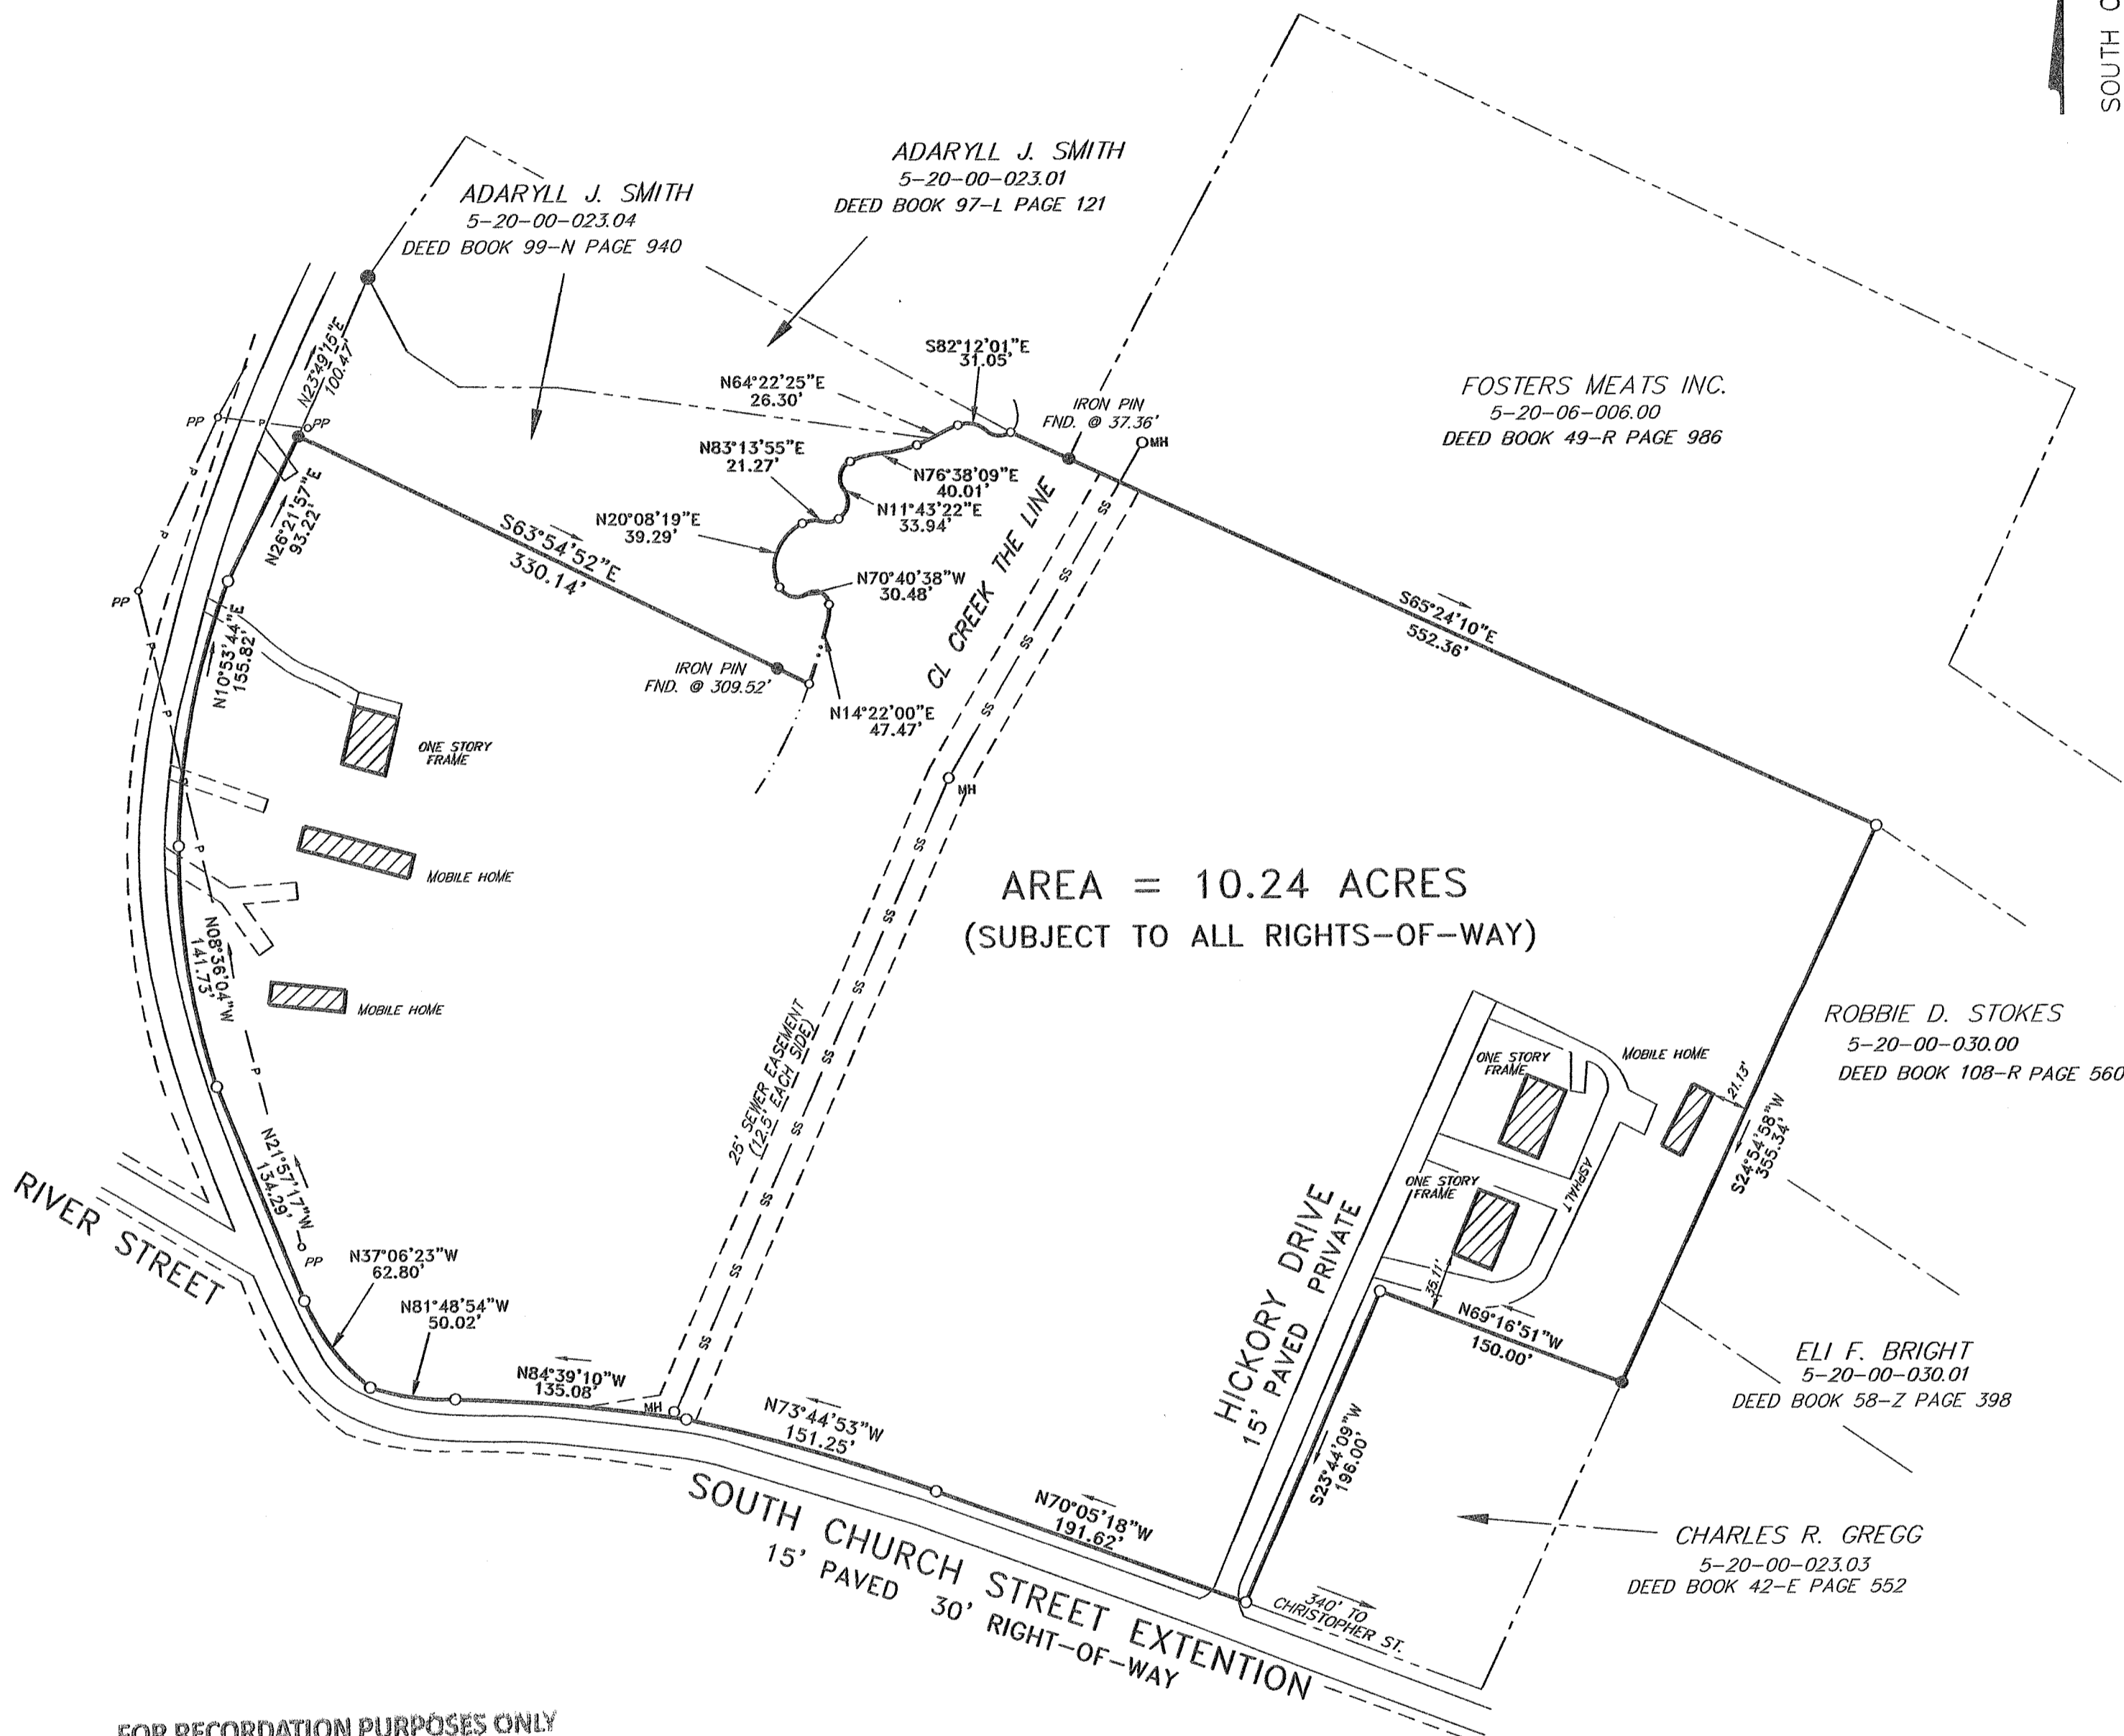 SOUTH
ADARYLL J. SMITH
5-20-00-023.01
DEED BOOK 97-L PAGE 121
ADARYLL J. SMITH
5-20-00-023.04
DEED BOOK 99-N PAGE 940
N23°49'15"E
100.47'
PP
PP
P
P
P
PP
P
P
P
P
P
S82°12'01"E
31.05'
N64°22'25"E
26.30'
IRON PIN
FND. @ 37.36'
MH
FOSTERS MEATS INC.
5-20-06-006.00
DEED BOOK 49-R PAGE 986
N83°13'55"E
21.27'
N76°38'09"E
40.01'
N11°43'22"E
33.94'
N20°08'19"E
39.29'
N26°21'57"E
93.22'
S63°54'52"E
330.14'
N70°40'38"W
30.48'
CL CREEK THE LINE
S65°24'10"E
552.36'
N10°53'44"E
155.82'
IRON PIN
FND. @ 309.52'
N14°22'00"E
47.47'
ONE STORY
FRAME
MH
SS
SS
SS
SS
SS
SS
SS
SS
SS
SS
SS
SS
MOBILE HOME
AREA = 10.24 ACRES
(SUBJECT TO ALL RIGHTS-OF-WAY)
N08°36'04"W
141.73'
MOBILE HOME
25' SEWER EASEMENT
(12.5' EACH SIDE)
ROBBIE D. STOKES
5-20-00-030.00
DEED BOOK 108-R PAGE 560
ONE STORY
FRAME
MOBILE HOME
21.13'
S24°54'58"W
355.34'
ASPHALT
ONE STORY
FRAME
35.11'
N21°57'17"W
134.29'
PP
RIVER STREET
N37°06'23"W
62.80'
N81°48'54"W
50.02'
N84°39'10"W
135.08'
MH
HICKORY DRIVE
15' PAVED PRIVATE
N69°16'51"W
150.00'
ELI F. BRIGHT
5-20-00-030.01
DEED BOOK 58-Z PAGE 398
N73°44'53"W
151.25'
S23°44'09"W
196.00'
N70°05'18"W
191.62'
CHARLES R. GREGG
5-20-00-023.03
DEED BOOK 42-E PAGE 552
SOUTH CHURCH STREET EXTENTION
15' PAVED 30' RIGHT-OF-WAY
340' TO
CHRISTOPHER ST.
FOR RECORDATION PURPOSES ONLY